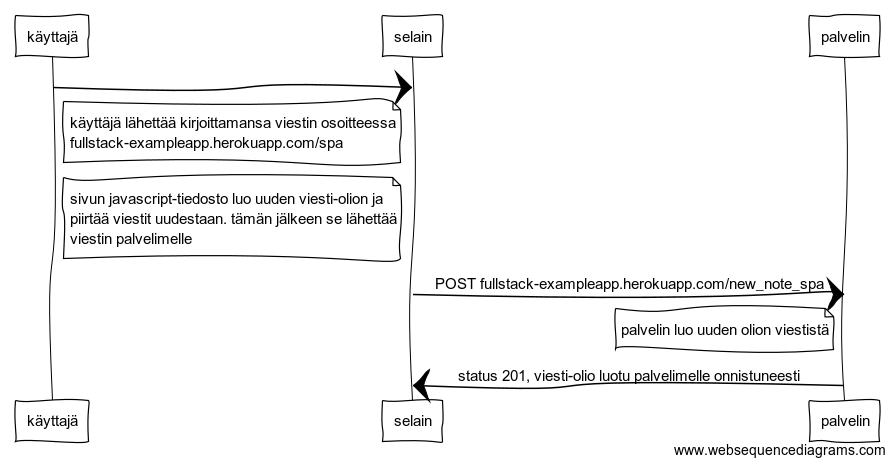 käyttajä
selain
palvelin
käyttäjä lähettää kirjoittamansa viestin osoitteessa
fullstack-exampleapp.herokuapp.com/spa
sivun javascript-tiedosto luo uuden viesti-olion ja
piirtää viestit uudestaan. tämän jälkeen se lähettää
viestin palvelimelle
POST fullstack-exampleapp.herokuapp.com/new_note_spa
palvelin luo uuden olion viestistä
status 201, viesti-olio luotu palvelimelle onnistuneesti
käyttajä
selain
palvelin
www.websequencediagrams.com